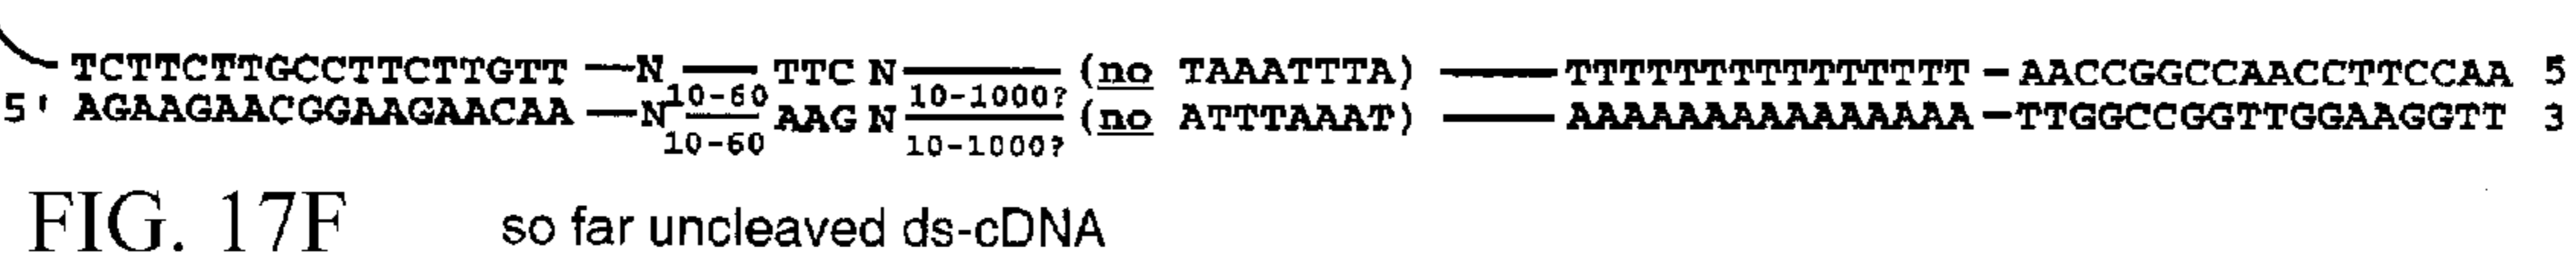 TCTTCTTGCCTTCTTGTT —N 10-60 TTC N 10-1000? (no TAAATTTA) — TTTTTTTTTTTTTTT – AACCGGCCAACCTTCCAA 5
5' AGAAGAACGGAAGAACAA —N 10-60 AAG N 10-1000? (no ATTTAAAT) — AAAAAAAAAAAAAAA – TTGGCCGGTTGGAAGGTT 3
FIG. 17F so far uncleaved ds-cDNA